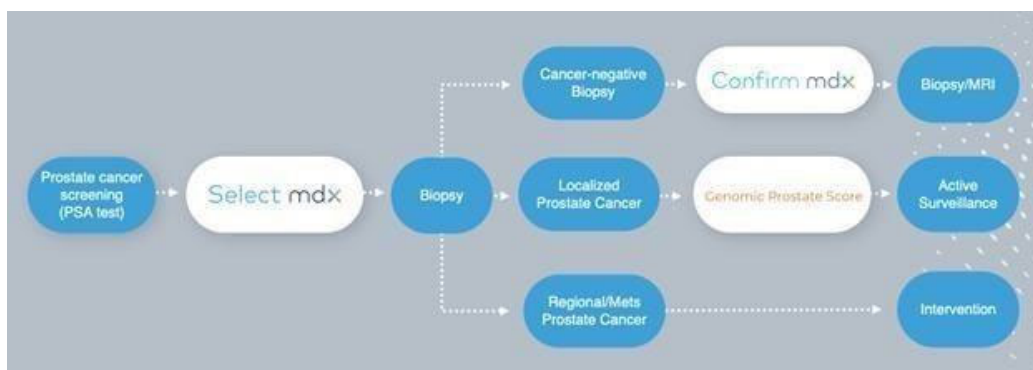 Prostate cancer
screening
(PSA test)
Select mdx
Biopsy
Cancer-negative
Biopsy
Confirm mdx
Biopsy/MRI
Localized
Prostate Cancer
Genomic Prostate Score
Active
Surveillance
Regional/Mets
Prostate Cancer
Intervention